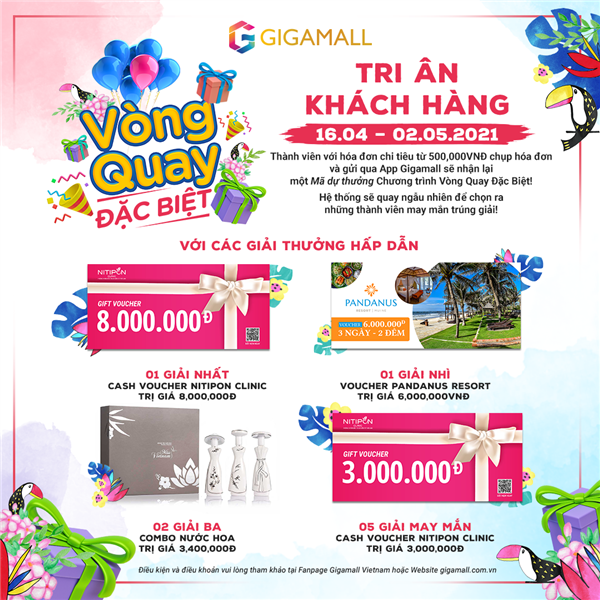 GIGAMALL
Vòng
Quay
ĐẶC BIỆT
TRI ÂN
KHÁCH HÀNG
16.04 – 02.05.2021
Thành viên với hóa đơn chi tiêu từ 500,000VNĐ chụp hóa đơn
và gửi qua App Gigamall sẽ nhận lại
một Mã dự thưởng Chương trình Vòng Quay Đặc Biệt!
Hệ thống sẽ quay ngẫu nhiên để chọn ra
những thành viên may mắn trúng giải!
VỚI CÁC GIẢI THƯỞNG HẤP DẪN
NITIPON
GIFT VOUCHER
8.000.000Đ
PANDANUS
RESORT
VOUCHER 6.000.000Đ
3 NGÀY - 2 ĐÊM
01 GIẢI NHẤT
CASH VOUCHER NITIPON CLINIC
TRỊ GIÁ 8,000,000Đ
01 GIẢI NHÌ
VOUCHER PANDANUS RESORT
TRỊ GIÁ 6,000,000VNĐ
NITIPON
GIFT VOUCHER
3.000.000Đ
02 GIẢI BA
COMBO NƯỚC HOA
TRỊ GIÁ 3,400,000Đ
05 GIẢI MAY MẮN
CASH VOUCHER NITIPON CLINIC
TRỊ GIÁ 3,000,000Đ
Điều kiện và điều khoản vui lòng tham khảo tại Fanpage Gigamall Vietnam hoặc Website gigamall.com.vn